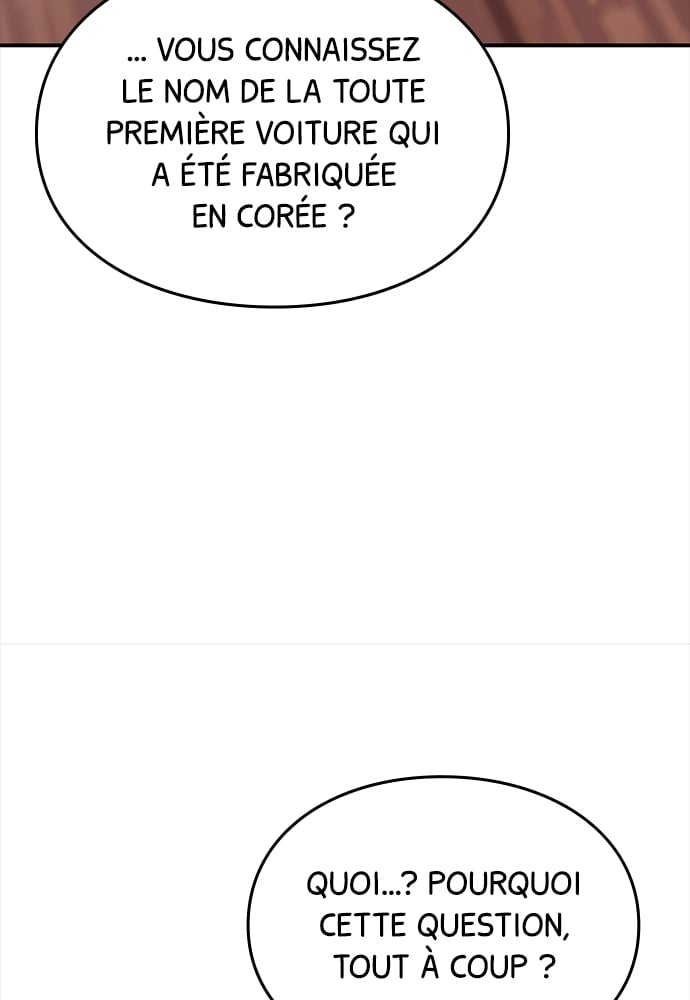 ... VOUS CONNAISSEZ
LE NOM DE LA TOUTE
PREMIÈRE VOITURE QUI
A ÉTÉ FABRIQUÉE
EN CORÉE ?
QUOI...? POURQUOI
CETTE QUESTION,
TOUT À COUP ?